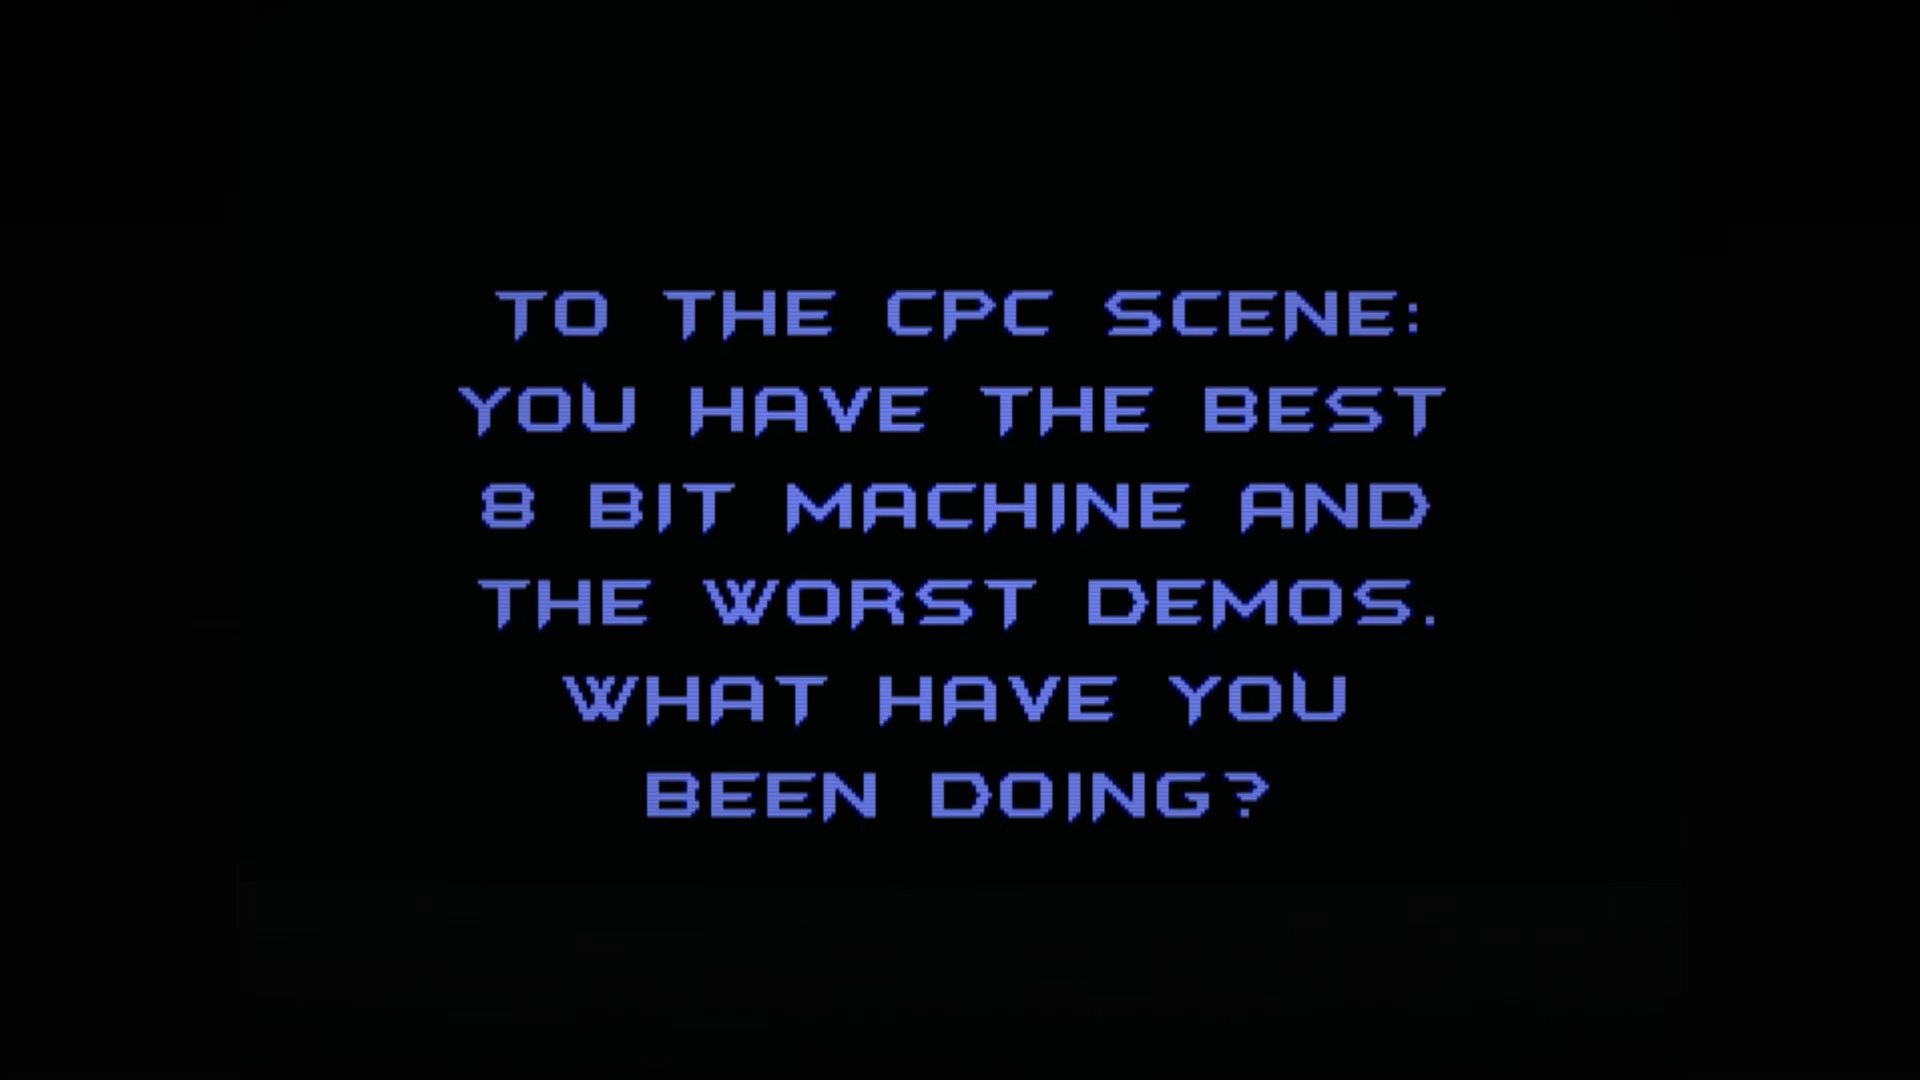 TO THE CPC SCENE:
YOU HAVE THE BEST
8 BIT MACHINE AND
THE WORST DEMOS.
WHAT HAVE YOU
BEEN DOING?